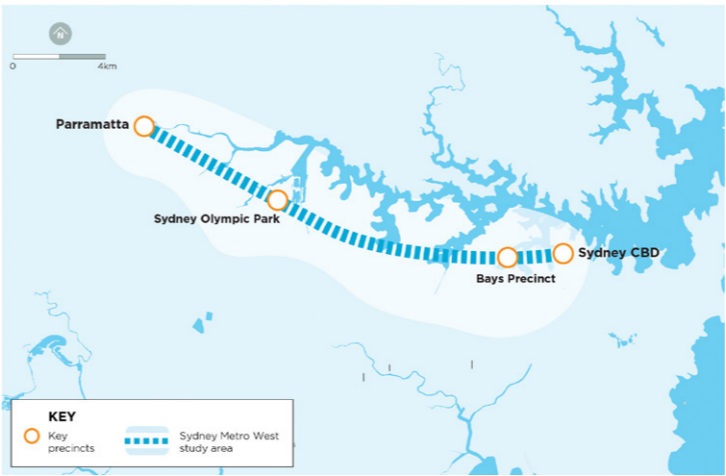 N
0 4km
Parramatta
Sydney Olympic Park
Sydney CBD
Bays Precinct
KEY
Key
precincts
Sydney Metro West
study area